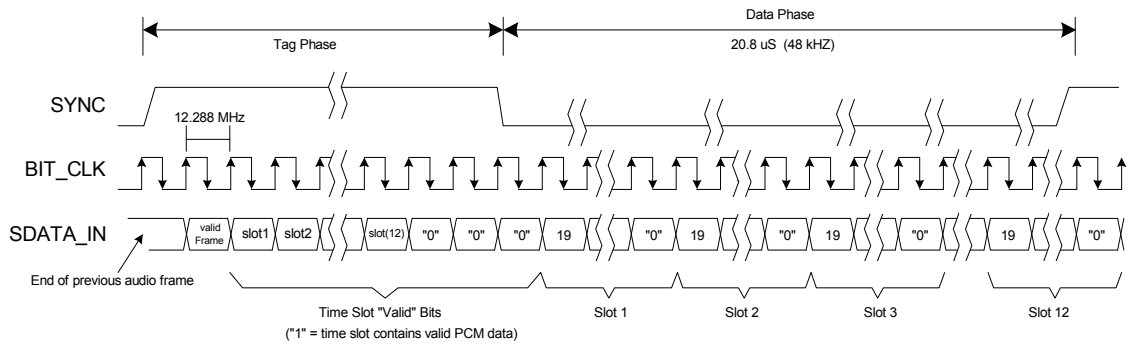 Data Phase
Tag Phase
20.8 uS (48 kHZ)
SYNC
12.288 MHz
BIT_CLK
SDATA_IN
valid Frame slot1 slot2 slot(12) "0" "0" "0" 19 "0" 19 "0" 19 "0" 19 "0"
End of previous audio frame
Time Slot "Valid" Bits
("1" = time slot contains valid PCM data)
Slot 1
Slot 2
Slot 3
Slot 12